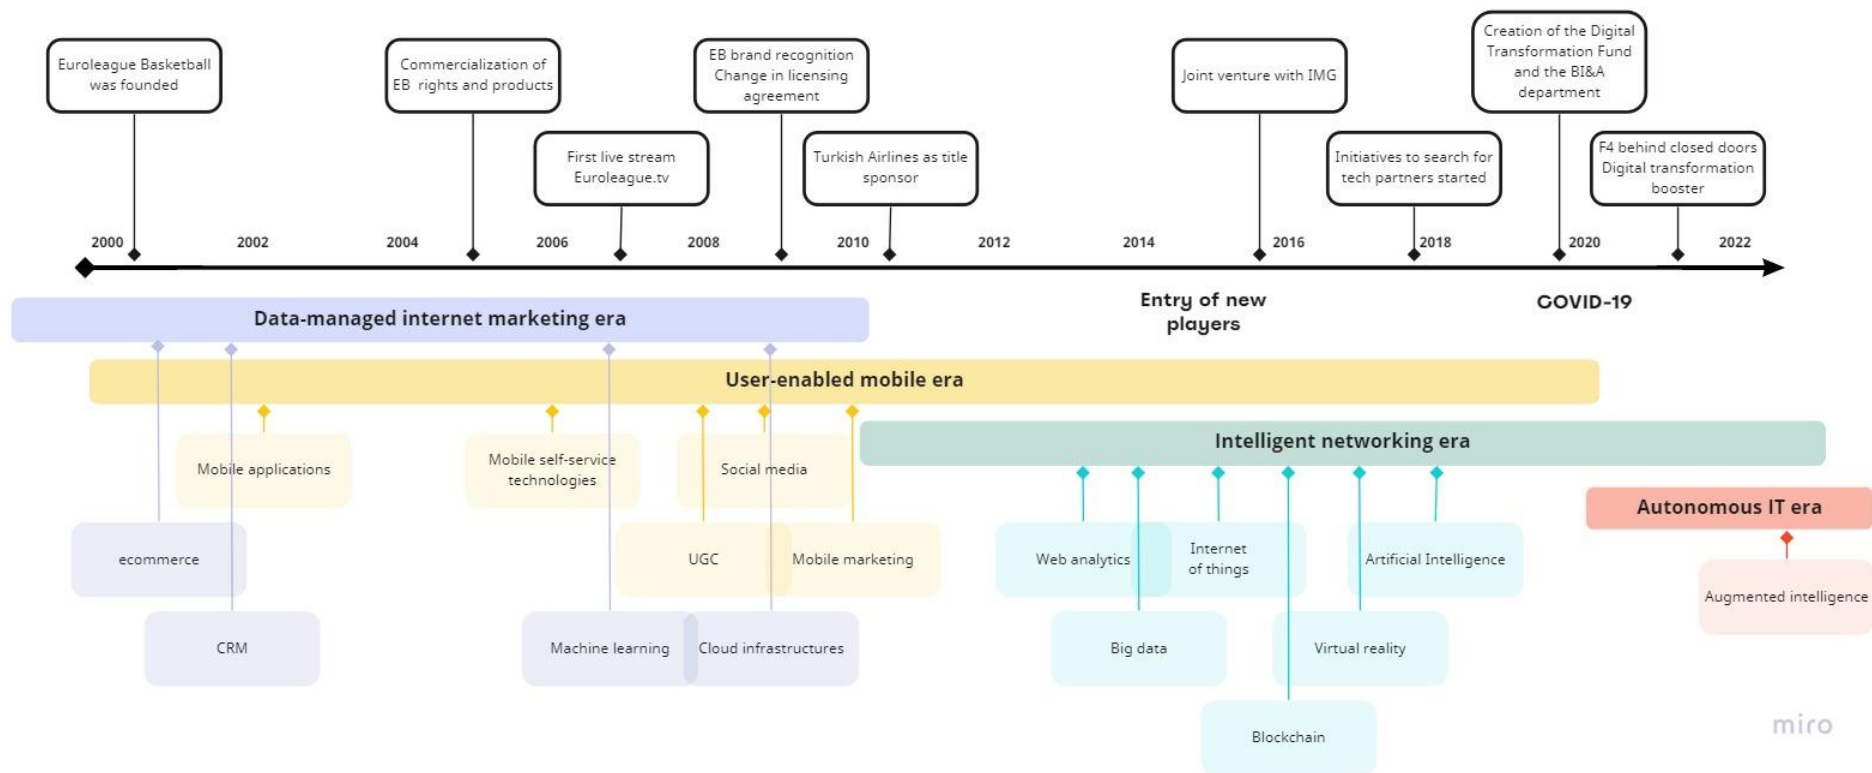 Euroleague Basketball
was founded
Commercialization of
EB rights and products
EB brand recognition
Change in licensing
agreement
Joint venture with IMG
Creation of the Digital
Transformation Fund
and the BI&A
department
First live stream
Euroleague.tv
Turkish Airlines as title
sponsor
Initiatives to search for
tech partners started
F4 behind closed doors
Digital transformation
booster
2000
2002
2004
2006
2008
2010
2012
2014
2016
2018
2020
2022
Entry of new
players
COVID-19
Data-managed internet marketing era
User-enabled mobile era
Intelligent networking era
Autonomous IT era
Mobile applications
Mobile self-service
technologies
Social media
ecommerce
UGC
Mobile marketing
Web analytics
Internet
of things
Artificial Intelligence
Augmented intelligence
CRM
Machine learning
Cloud infrastructures
Big data
Virtual reality
Blockchain
miro